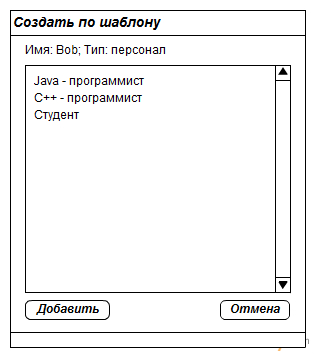 Создать по шаблону
Имя: Bob; Тип: персонал
Java - программист
C++ - программист
Студент
Добавить
Отмена